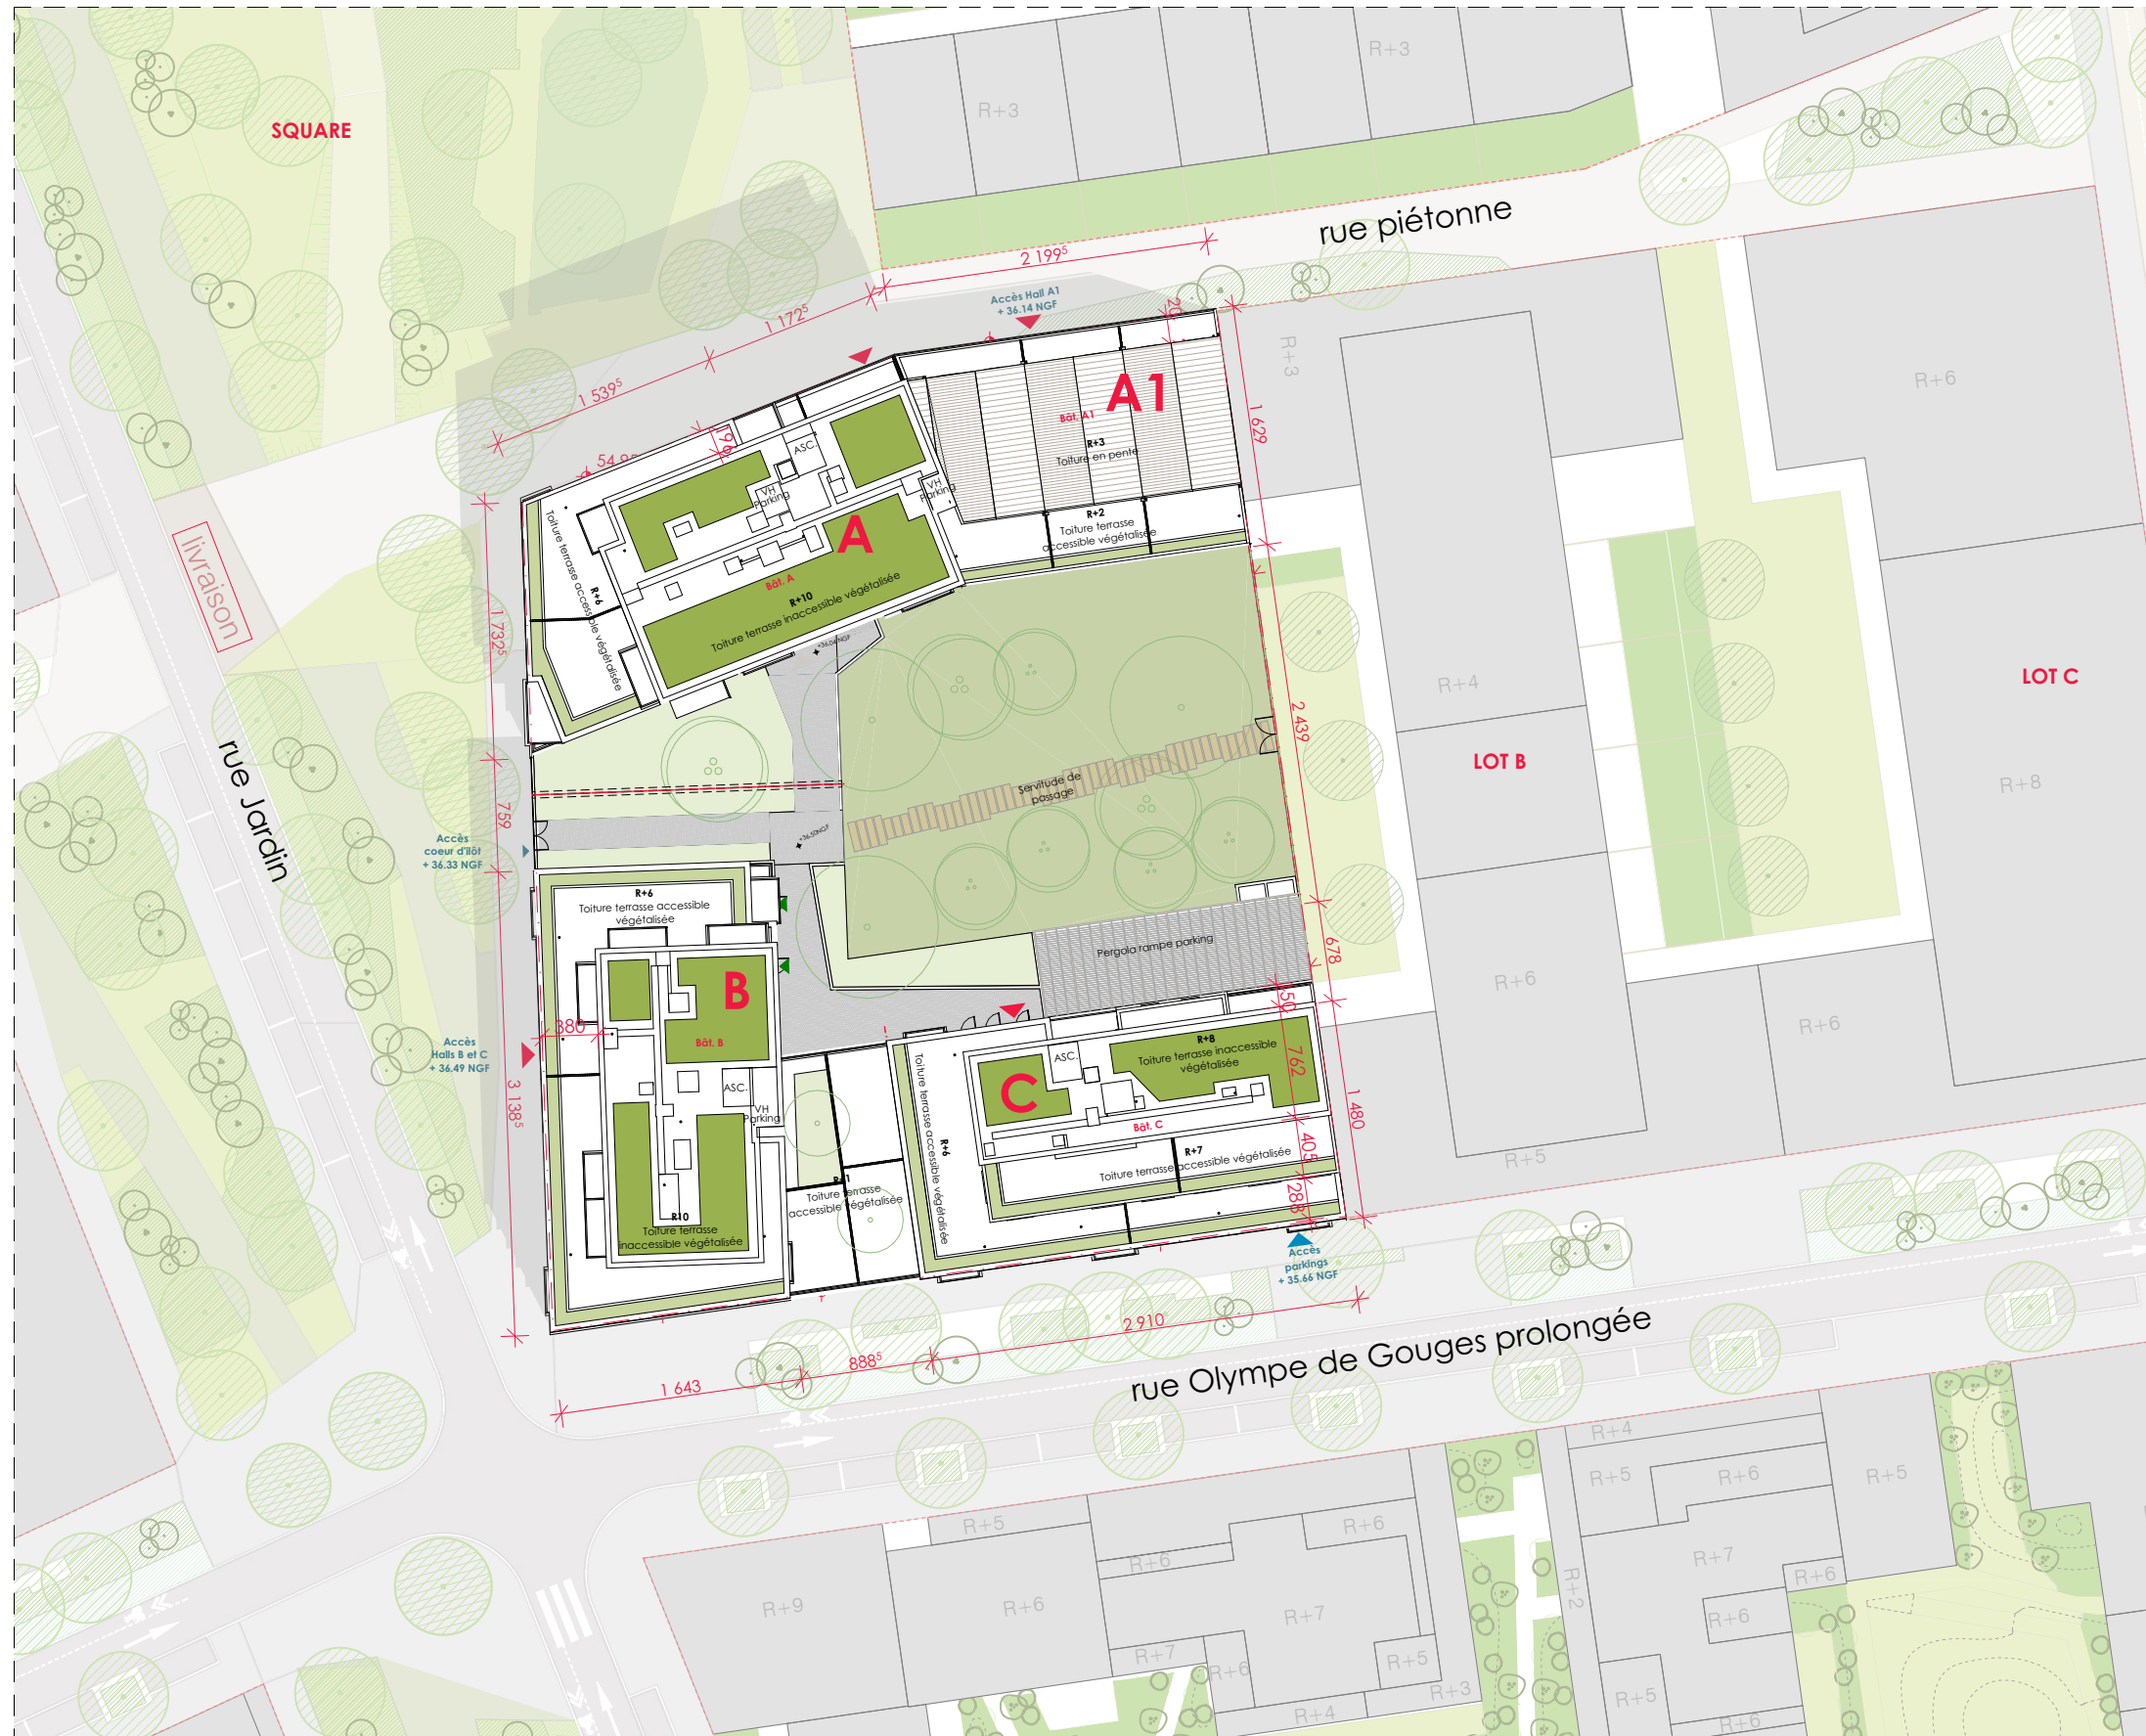 SQUARE
R+3
R+3
rue piétonne
2 199⁵
Accès Hall A1
+ 36.14 NGF
20
1 172⁵
1 539⁵
R+3
R+6
A1
Bât. A1
R+3
Toiture en pente
1 629
196
ASC.
VH
Parking
VH
Parking
R+2
Toiture terrasse
accessible végétalisée
A
Bât. A
R+10
Toiture terrasse inaccessible végétalisée
R+6
Toiture terrasse accessible végétalisée
livraison
1 732⁵
+36.06NGF
R+4
LOT B
LOT C
2 439
R+8
rue Jardin
Servitude de
passage
759
+36.50NGF
Accès
coeur d'îlot
+ 36.33 NGF
R+6
Toiture terrasse accessible
végétalisée
Pergola rampe parking
678
R+6
R+6
B
Bât. B
380
50
Accès
Halls B et C
+ 36.49 NGF
3 138⁵
ASC.
VH
Parking
ASC.
R+8
Toiture terrasse inaccessible
végétalisée
762
C
Bât. C
1 480
405
R+7
Toiture terrasse accessible végétalisée
R+6
Toiture terrasse accessible végétalisée
288
R+5
Toiture terrasse
accessible végétalisée
R10
Toiture terrasse
inaccessible végétalisée
Accès
parkings
+ 35.66 NGF
2 910
888⁵
1 643
rue Olympe de Gouges prolongée
R+4
R+5
R+6
R+5
R+5
R+6
R+6
R+7
R+6
R+9
R+6
R+7
R+2
R+6
R+7
R+6
R+5
R+3
R+5
R+4
R+6